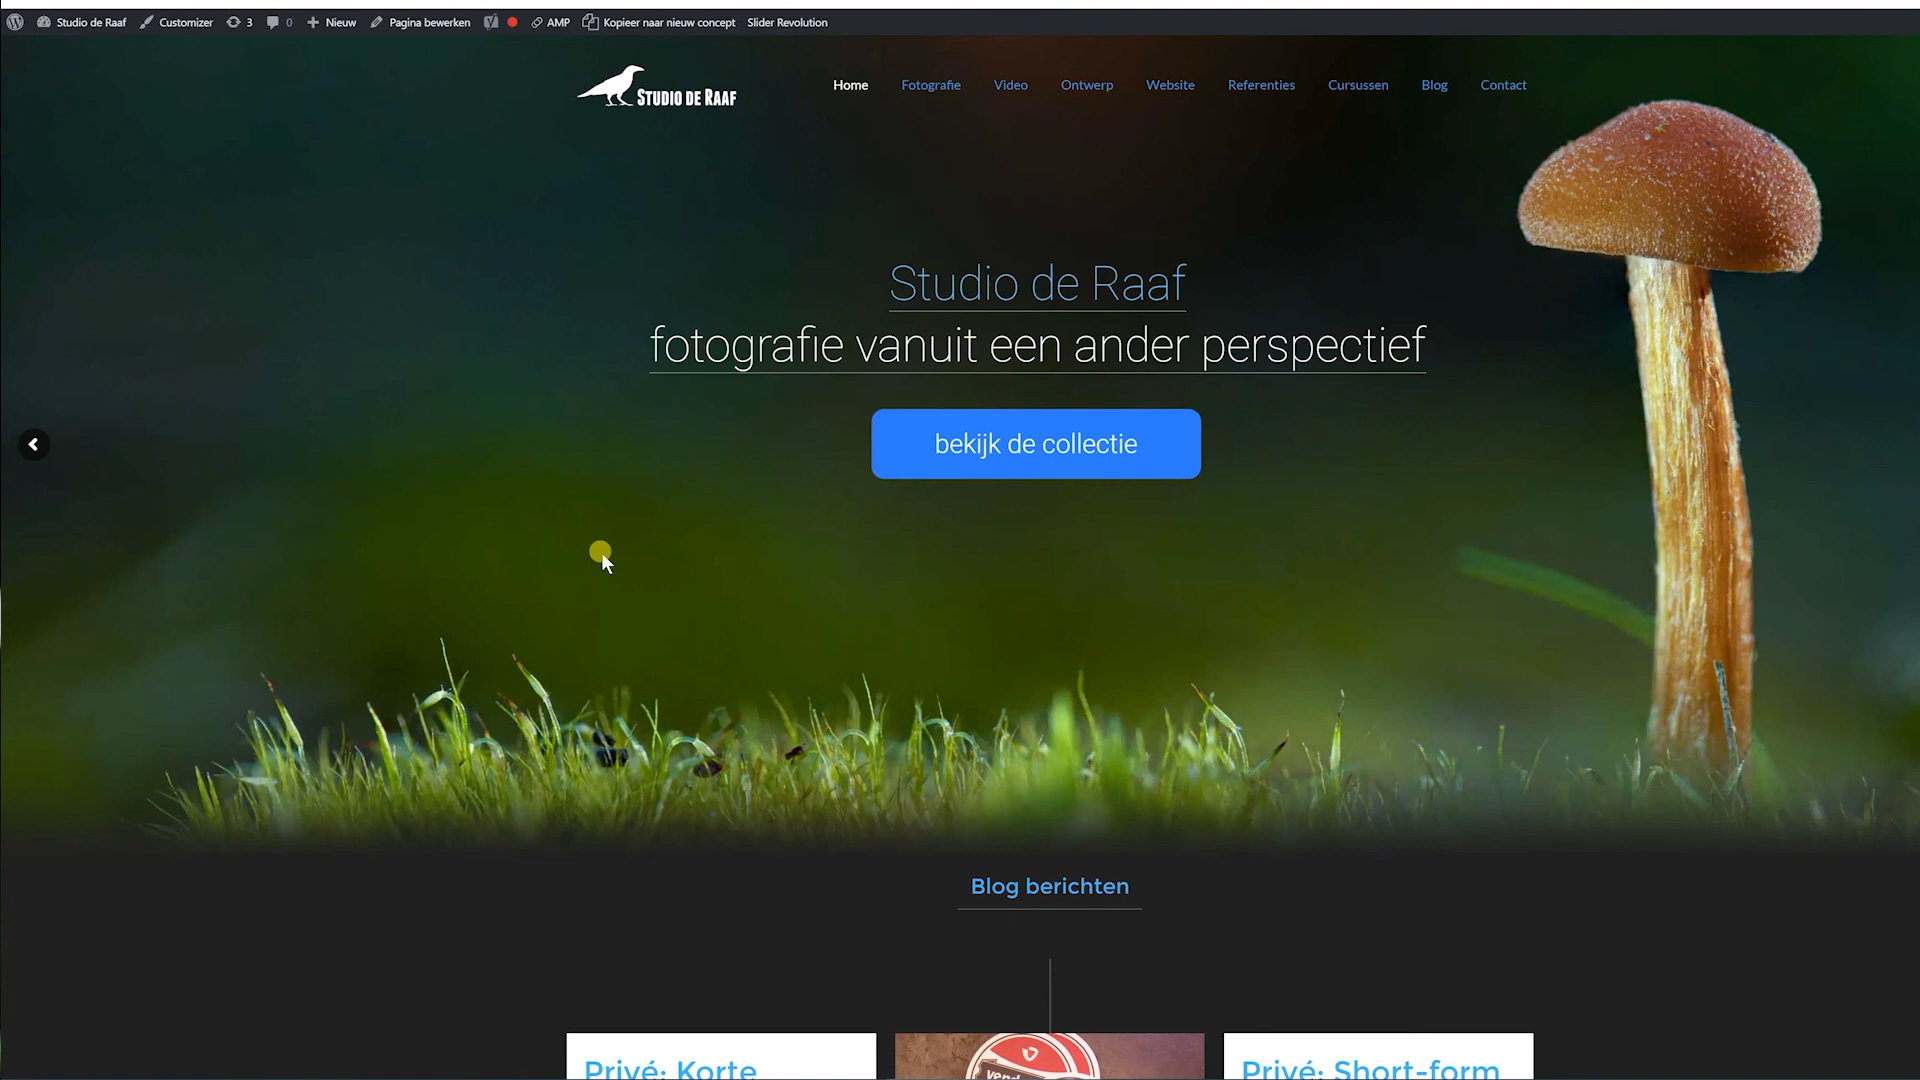 Studio de Raaf Customizer 3 0 Nieuw Pagina bewerken AMP Kopieer naar nieuw concept Slider Revolution
STUDIO DE RAAF
Home Fotografie Video Ontwerp Website Referenties Cursussen Blog Contact
Studio de Raaf
fotografie vanuit een ander perspectief
bekijk de collectie
Blog berichten
Privé: Korte
vend
Privé: Short-form